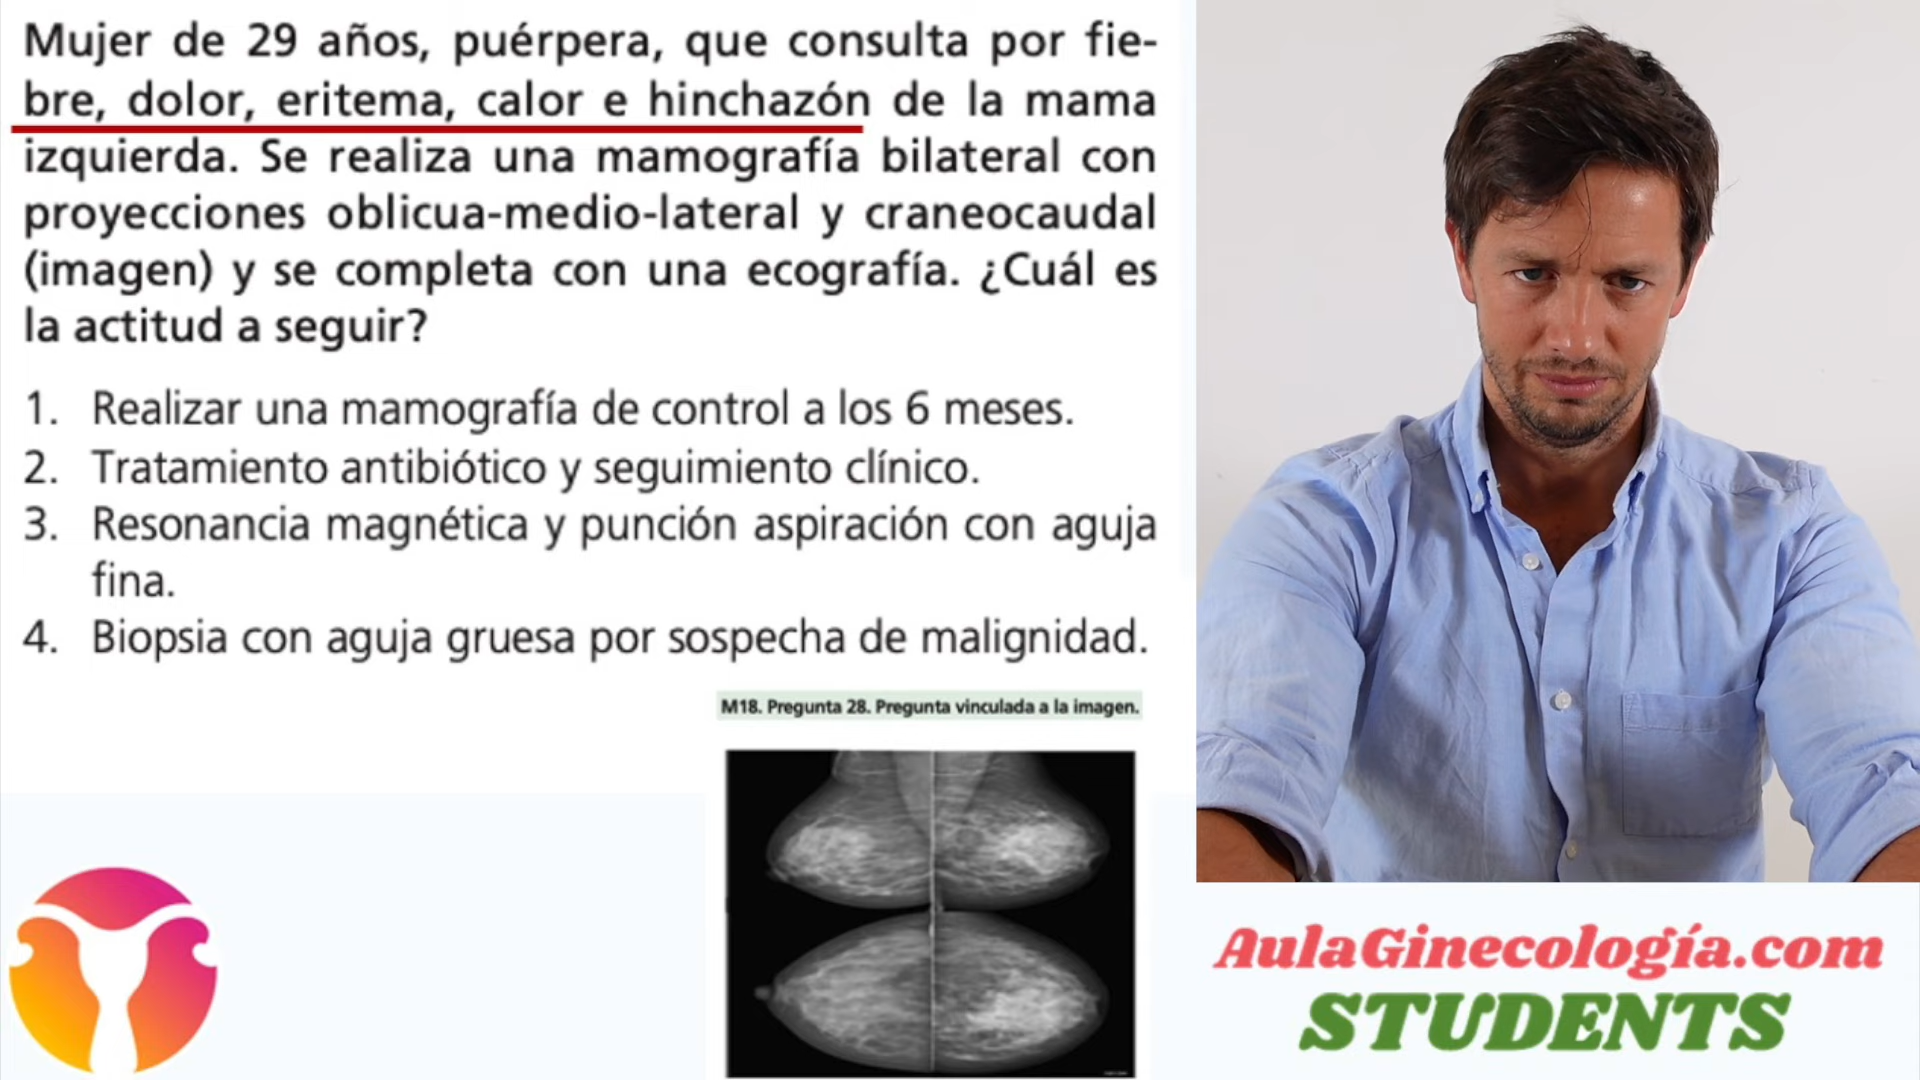 Mujer de 29 años, puérpera, que consulta por fie-
bre, dolor, eritema, calor e hinchazón de la mama
izquierda. Se realiza una mamografía bilateral con
proyecciones oblicua-medio-lateral y craneocaudal
(imagen) y se completa con una ecografía. ¿Cuál es
la actitud a seguir?
1. Realizar una mamografía de control a los 6 meses.
2. Tratamiento antibiótico y seguimiento clínico.
3. Resonancia magnética y punción aspiración con aguja
fina.
4. Biopsia con aguja gruesa por sospecha de malignidad.
M18. Pregunta 28. Pregunta vinculada a la imagen.
AulaGinecología.com
STUDENTS